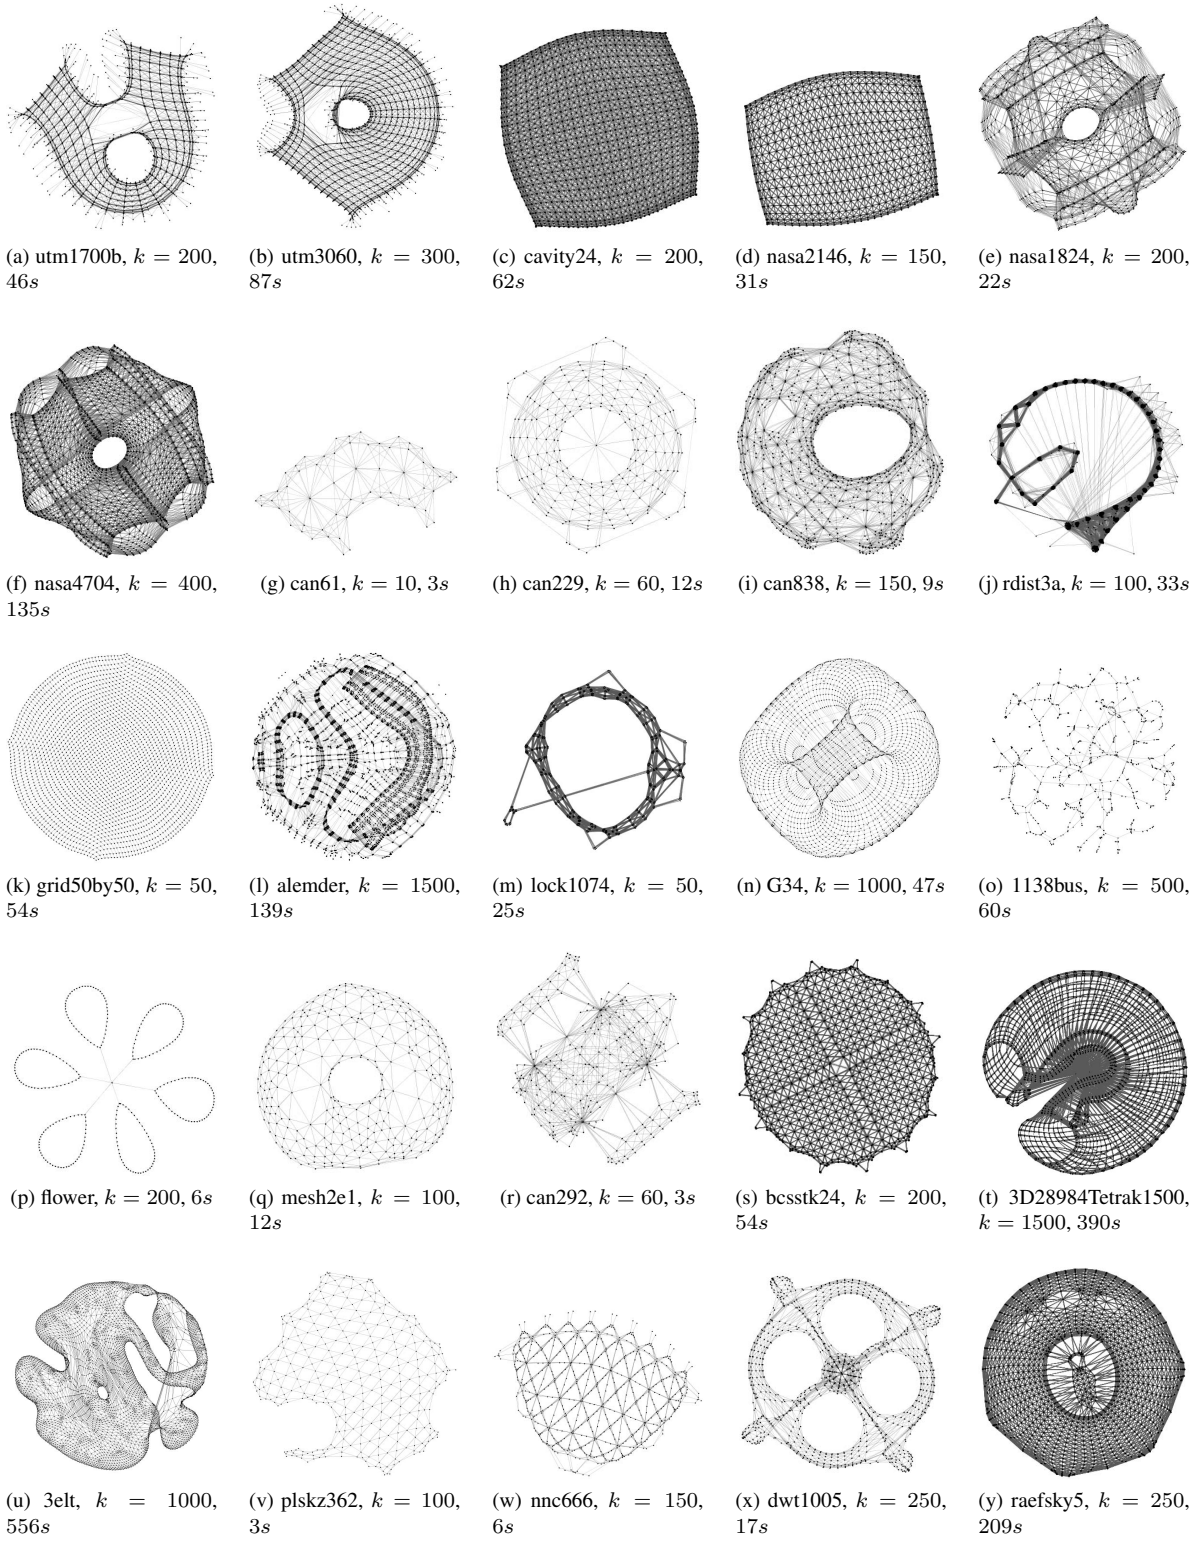 (a) utm1700b, k = 200,
46s
(b) utm3060, k = 300,
87s
(c) cavity24, k = 200,
62s
(d) nasa2146, k = 150,
31s
(e) nasa1824, k = 200,
22s
(f) nasa4704, k = 400,
135s
(g) can61, k = 10, 3s
(h) can229, k = 60, 12s
(i) can838, k = 150, 9s
(j) rdist3a, k = 100, 33s
(k) grid50by50, k = 50,
54s
(l) alemder, k = 1500,
139s
(m) lock1074, k = 50,
25s
(n) G34, k = 1000, 47s
(o) 1138bus, k = 500,
60s
(p) flower, k = 200, 6s
(q) mesh2e1, k = 100,
12s
(r) can292, k = 60, 3s
(s) bcsstk24, k = 200,
54s
(t) 3D28984Tetrak1500,
k = 1500, 390s
(u) 3elt, k = 1000,
556s
(v) plskz362, k = 100,
3s
(w) nnc666, k = 150,
6s
(x) dwt1005, k = 250,
17s
(y) raefsky5, k = 250,
209s